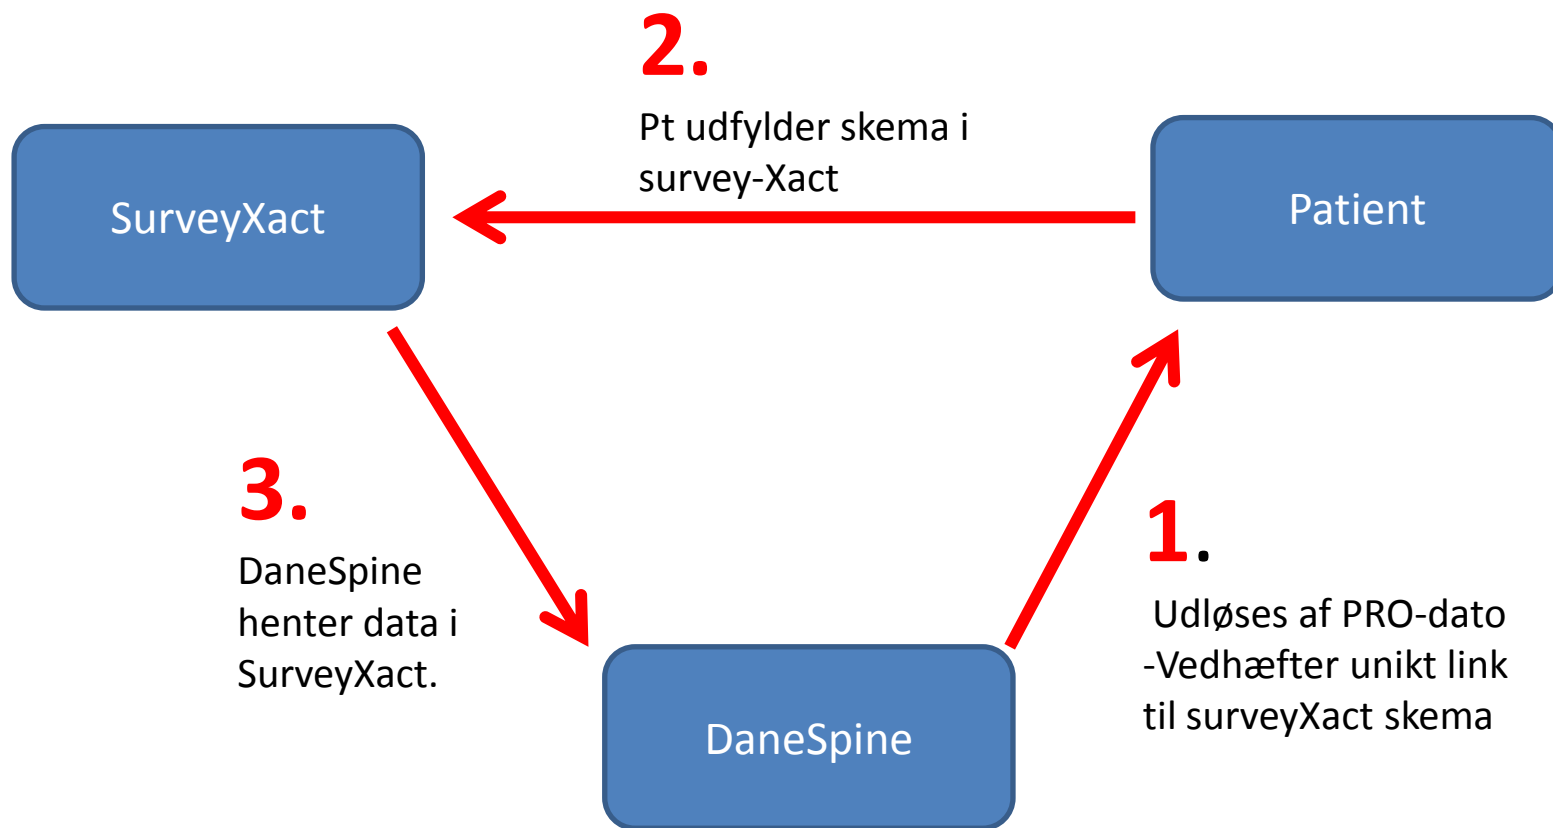 2.
Pt udfylder skema i
survey-Xact
SurveyXact
Patient
3.
DaneSpine
henter data i
SurveyXact.
1.
Udløses af PRO-dato
-Vedhæfter unikt link
til surveyXact skema
DaneSpine